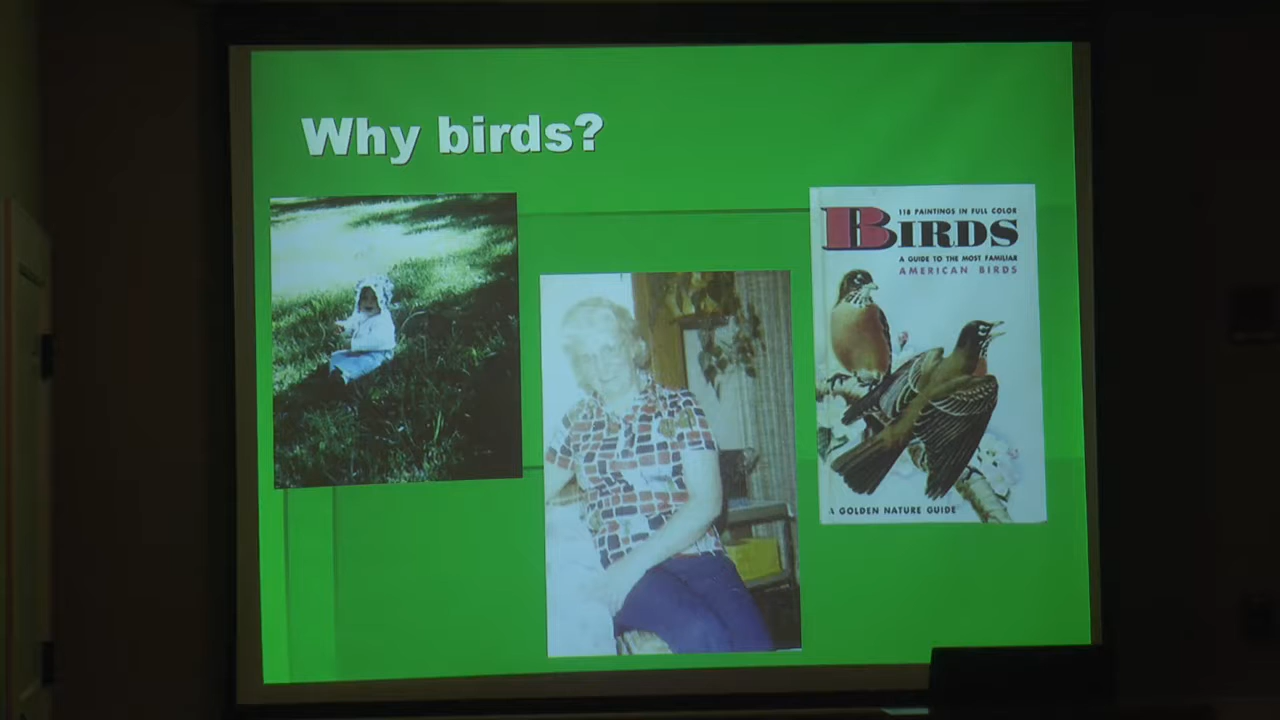 Why birds?
118 PAINTINGS IN FULL COLOR
BIRDS
A GUIDE TO THE MOST FAMILIAR
AMERICAN BIRDS
A GOLDEN NATURE GUIDE